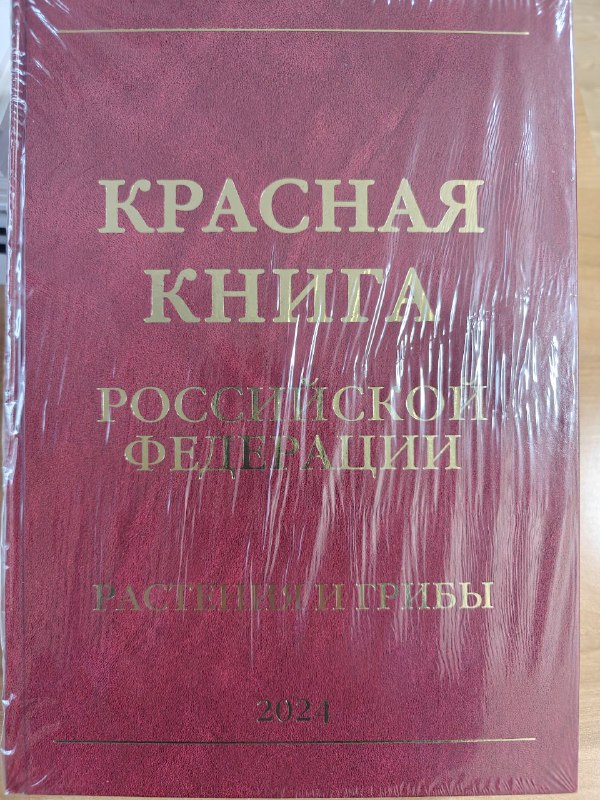 КРАСНАЯ
КНИГА
РОССИЙСКОЙ
ФЕДЕРАЦИИ
РАСТЕНИЯ И ГРИБЫ
2024